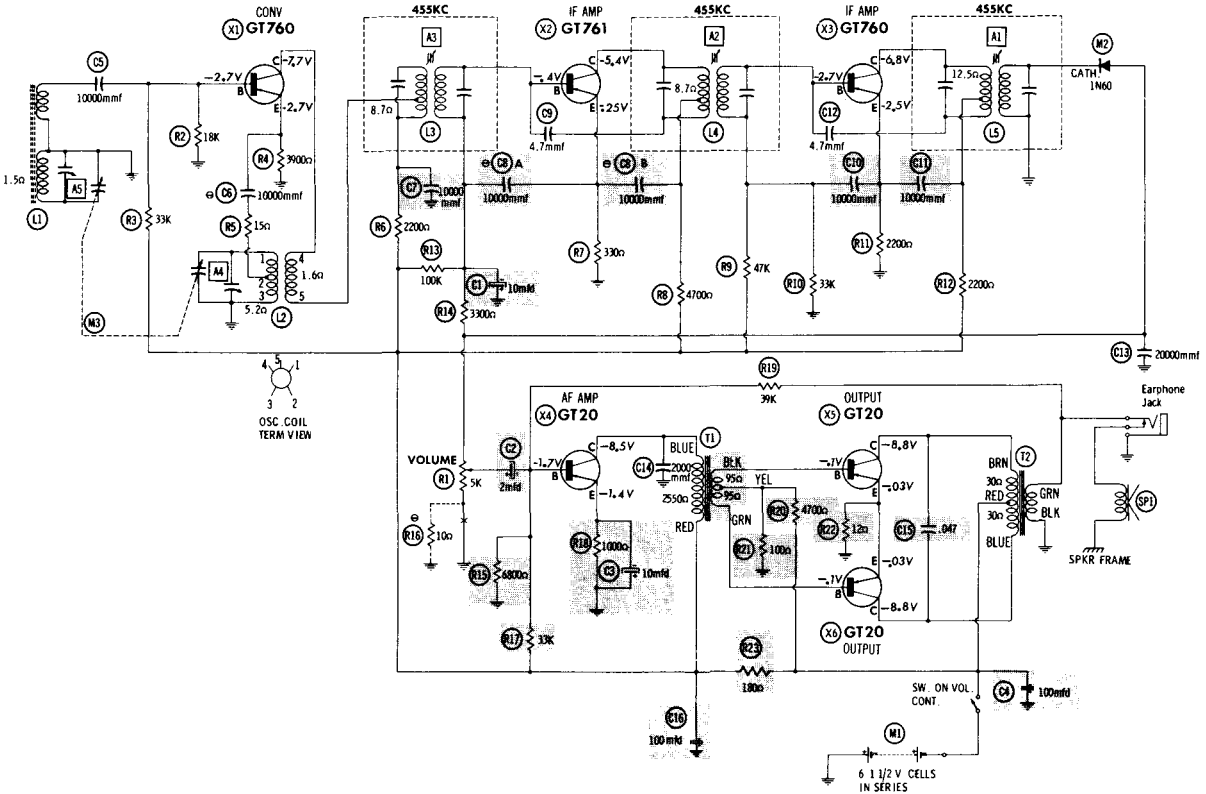 455KC
455KC
CONV
X1 GT760
IF AMP
X2 GT761
IF AMP
X3 GT760
A3
A2
A1
M2
CATH.
1N60
C5
10000mmf
-2.7V
B
C
-7.7V
E
-2.7V
-.4V
B
C
-5.4V
E
-.25V
-2.7V
B
C
-6.8V
E
-2.5V
8.7Ω
L3
C9
4.7mmf
8.7Ω
L4
C12
4.7mmf
12.5Ω
L5
R2
18K
R4
3900Ω
1.5Ω
A5
L1
R3
33K
C6
10000mmf
R5
15Ω
A4
1
2
3
4
5
1.6Ω
5.2Ω
L2
M3
C7
10000
mmf
C8 A
10000mmf
C8 B
10000mmf
C10
10000mmf
C11
10000mmf
R6
2200Ω
R13
100K
C1
10mfd
R14
3300Ω
R7
330Ω
R8
4700Ω
R9
47K
R10
33K
R11
2200Ω
R12
2200Ω
C13
20000mmf
4
5
1
3
2
OSC. COIL
TERM VIEW
R19
39K
Earphone
Jack
AF AMP
X4 GT20
OUTPUT
X5 GT20
VOLUME
R1
5K
C2
2mfd
-1.7V
B
C
-8.5V
E
-1.4V
C14
2000
mmf
BLUE
T1
2550Ω
RED
BLK
95Ω
95Ω
YEL
GRN
-.1V
B
C
-8.8V
E
-.03V
R20
4700Ω
R21
100Ω
R22
12Ω
C15
.047
BRN
30Ω
RED
30Ω
BLUE
T2
GRN
BLK
SP1
SPKR FRAME
R16
10Ω
R15
6800Ω
R18
1000Ω
C3
10mfd
R17
33K
-.1V
B
E
-.03V
C
-8.8V
X6 GT20
OUTPUT
R23
180Ω
C16
100mfd
SW. ON VOL.
CONT.
C4
100mfd
M1
6 1 1/2 V CELLS
IN SERIES